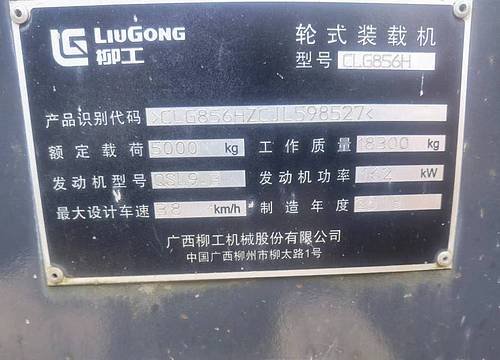 LIUGONG
柳工
轮式装载机
型号 CLG856H
产品识别代码 >CLG856HZCJL598527<
额定载荷 5000 kg 工作质量 18300 kg
发动机型号 发动机功率 162 kW
最大设计车速 38 km/h 制造年度
广西柳工机械股份有限公司
中国广西柳州市柳太路1号